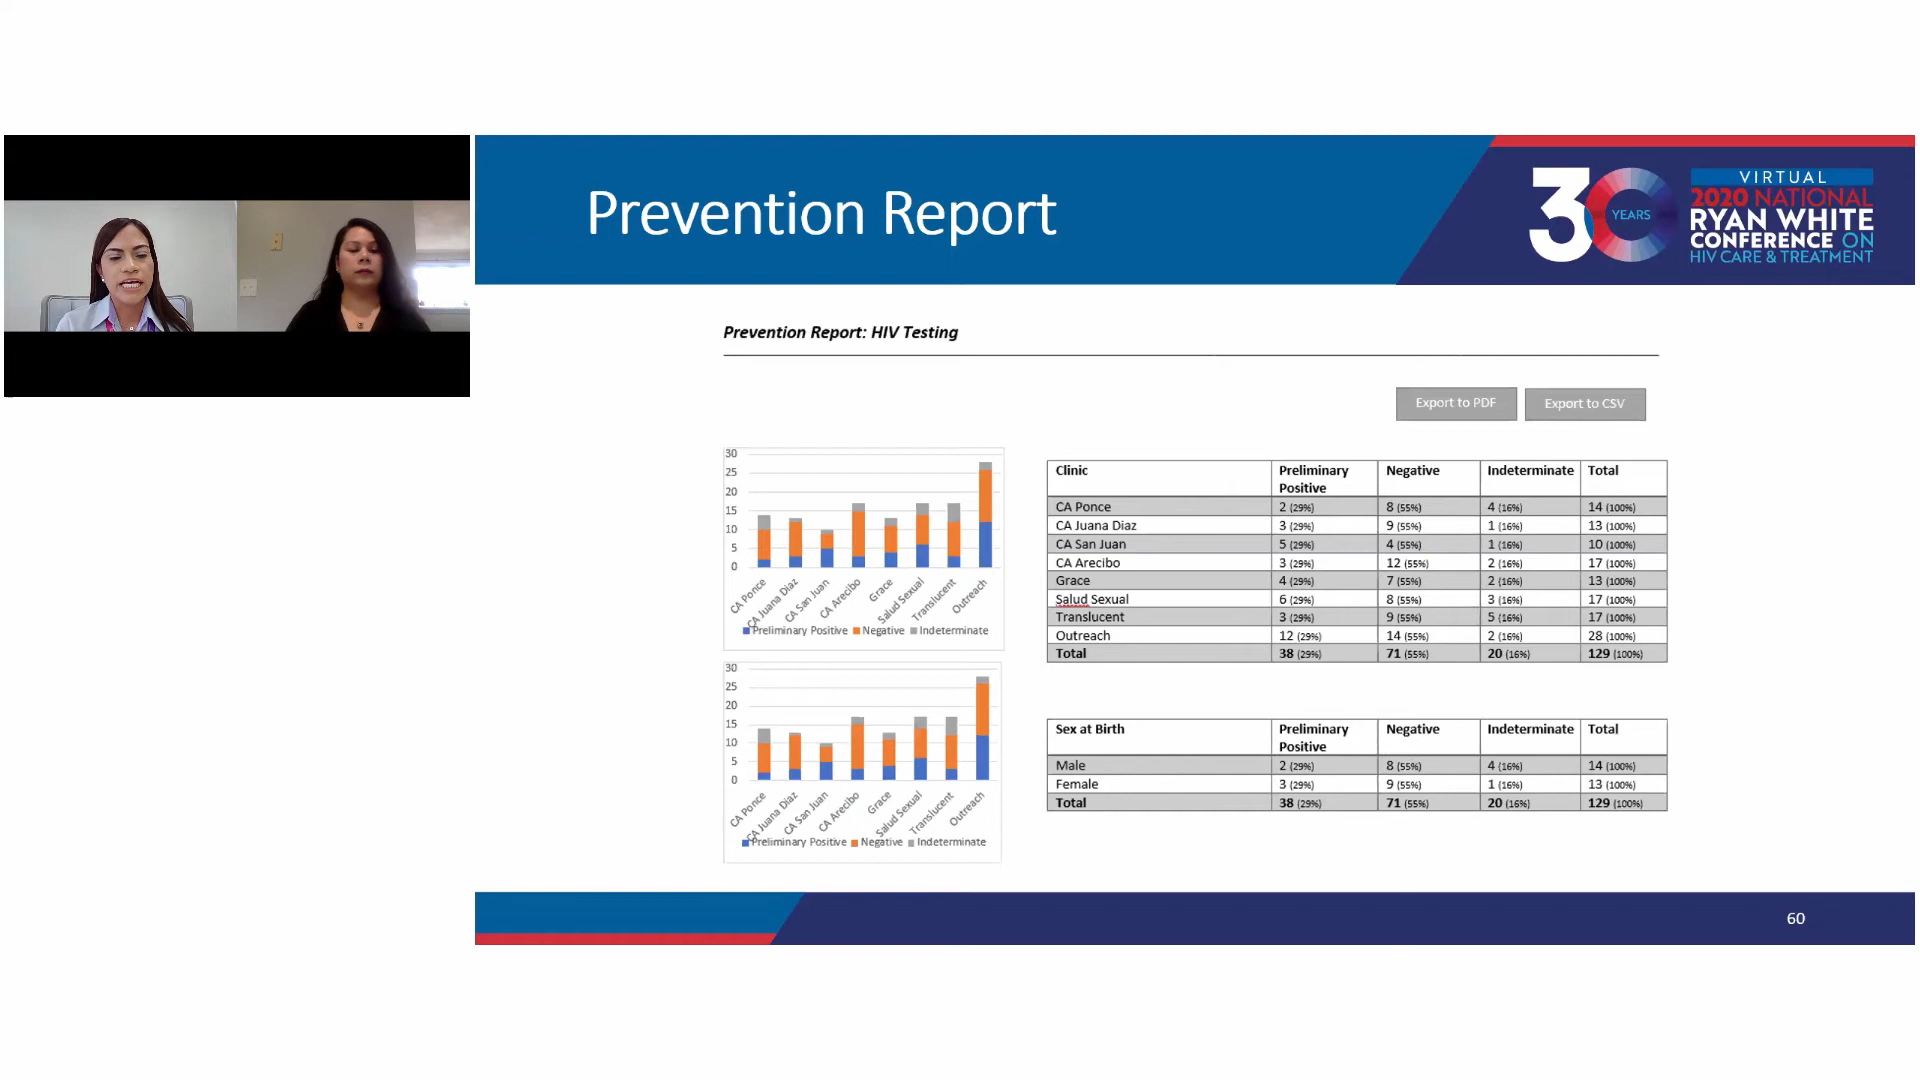 Prevention Report
30 YEARS
VIRTUAL
2020 NATIONAL
RYAN WHITE
CONFERENCE ON
HIV CARE & TREATMENT
Prevention Report: HIV Testing
Export to PDF Export to CSV
30
25
20
15
10
5
0
CA Ponce CA Juana Diaz CA San Juan CA Arecibo Grace Salud Sexual Translucent Outreach
Preliminary Positive Negative Indeterminate
Clinic Preliminary Positive Negative Indeterminate Total
CA Ponce 2 (29%) 8 (55%) 4 (16%) 14 (100%)
CA Juana Diaz 3 (29%) 9 (55%) 1 (16%) 13 (100%)
CA San Juan 5 (29%) 4 (55%) 1 (16%) 10 (100%)
CA Arecibo 3 (29%) 12 (55%) 2 (16%) 17 (100%)
Grace 4 (29%) 7 (55%) 2 (16%) 13 (100%)
Salud Sexual 6 (29%) 8 (55%) 3 (16%) 17 (100%)
Translucent 3 (29%) 9 (55%) 5 (16%) 17 (100%)
Outreach 12 (29%) 14 (55%) 2 (16%) 28 (100%)
Total 38 (29%) 71 (55%) 20 (16%) 129 (100%)
30
25
20
15
10
5
0
CA Ponce CA Juana Diaz CA San Juan CA Arecibo Grace Salud Sexual Translucent Outreach
Preliminary Positive Negative Indeterminate
Sex at Birth Preliminary Positive Negative Indeterminate Total
Male 2 (29%) 8 (55%) 4 (16%) 14 (100%)
Female 3 (29%) 9 (55%) 1 (16%) 13 (100%)
Total 38 (29%) 71 (55%) 20 (16%) 129 (100%)
60